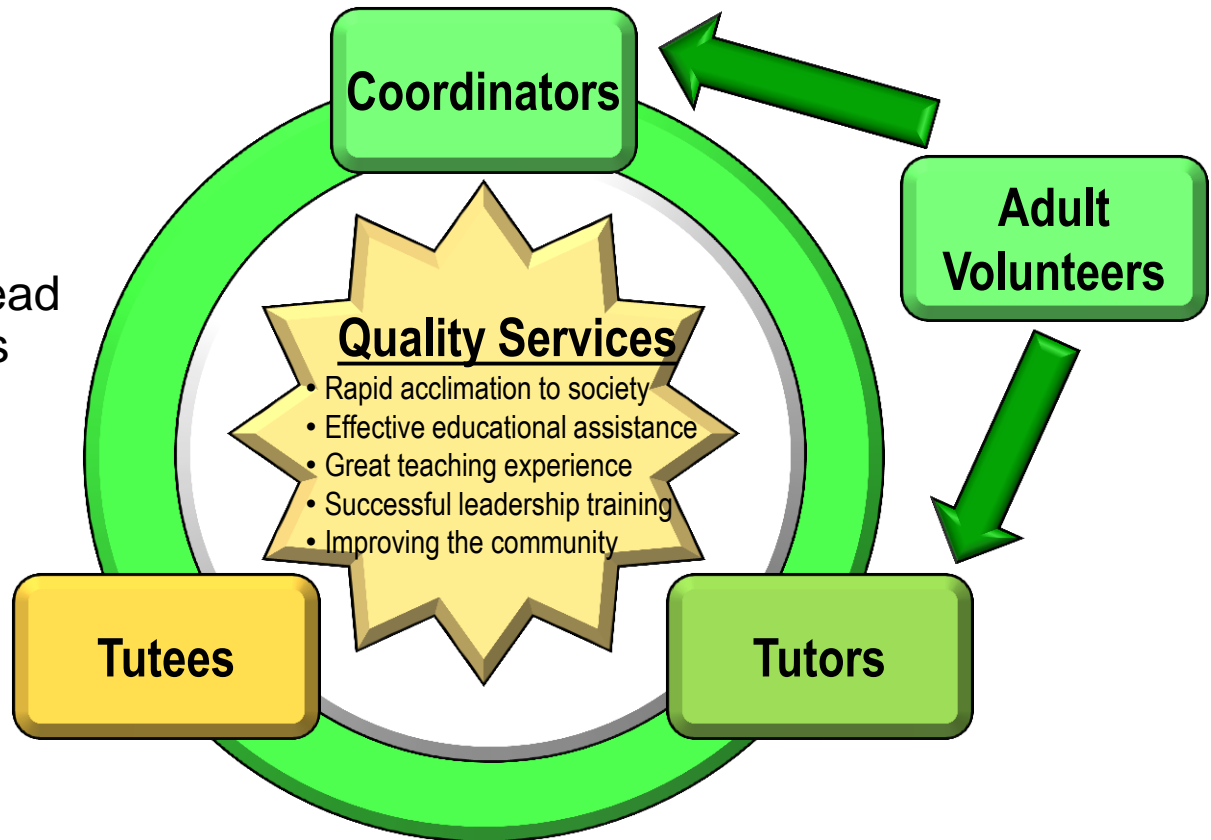 Coordinators
Adult
Volunteers
ead
s
Quality Services
• Rapid acclimation to society
• Effective educational assistance
• Great teaching experience
• Successful leadership training
• Improving the community
Tutees
Tutors